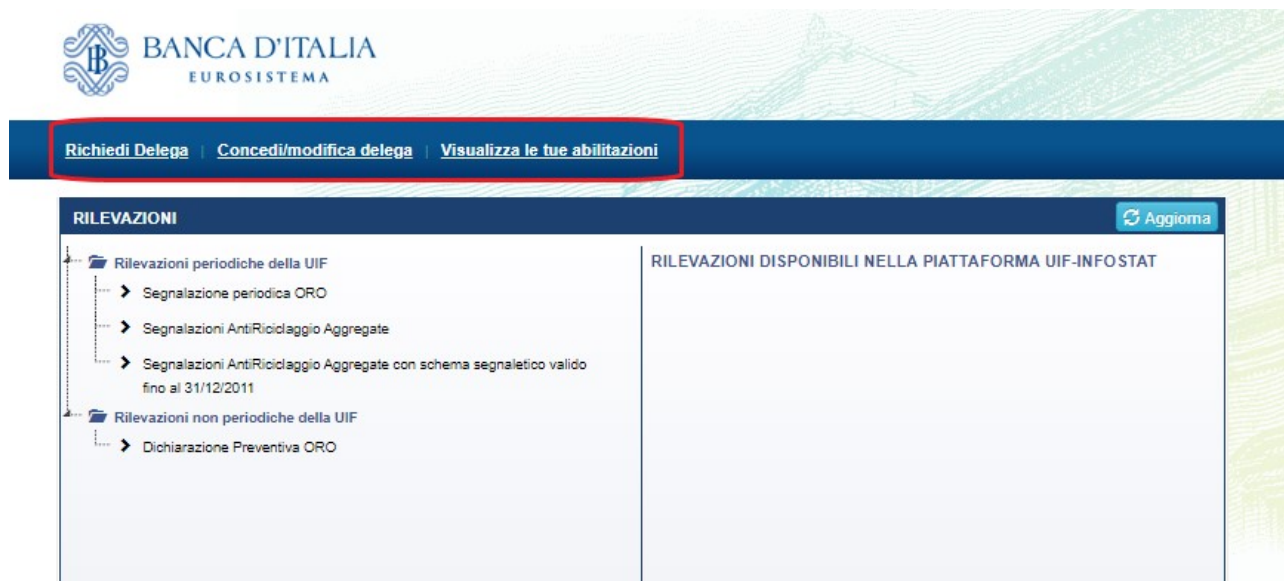 BANCA D'ITALIA
EUROSISTEMA
Richiedi Delega | Concedi/modifica delega | Visualizza le tue abilitazioni
RILEVAZIONI
Aggiorna
Rilevazioni periodiche della UIF
Segnalazione periodica ORO
Segnalazioni AntiRiciclaggio Aggregate
Segnalazioni AntiRiciclaggio Aggregate con schema segnaletico valido
fino al 31/12/2011
Rilevazioni non periodiche della UIF
Dichiarazione Preventiva ORO
RILEVAZIONI DISPONIBILI NELLA PIATTAFORMA UIF-INFOSTAT